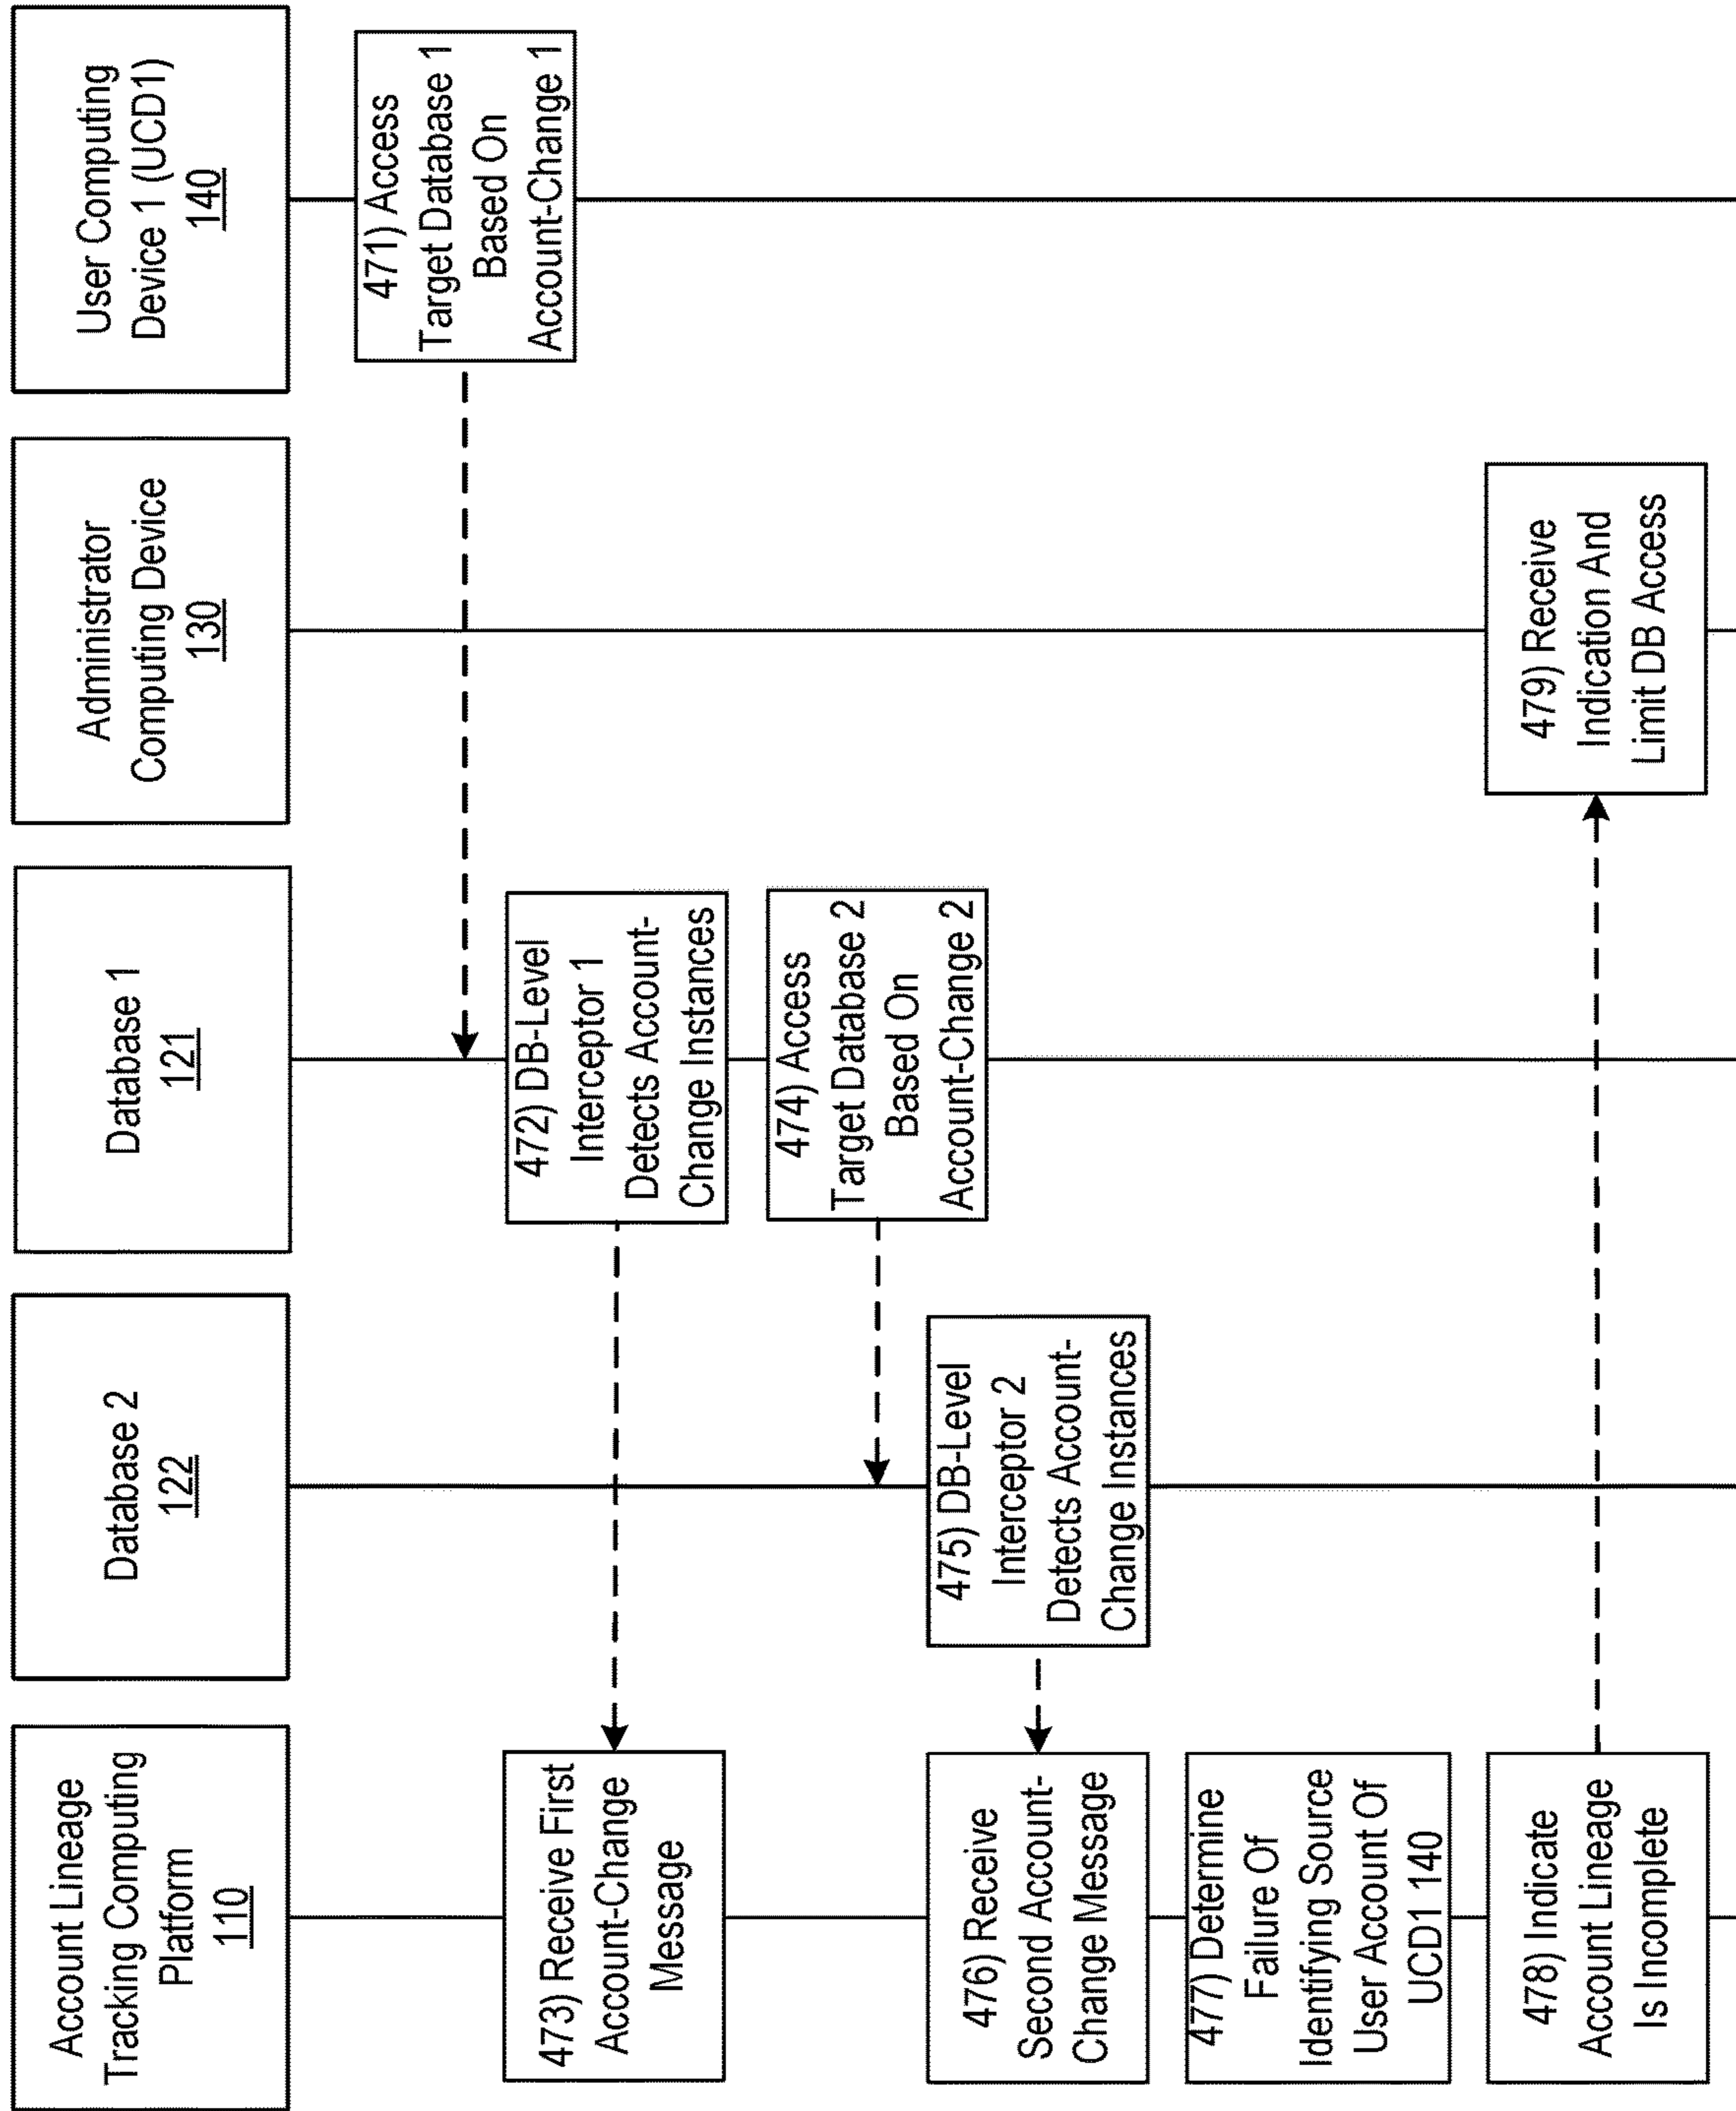 Account Lineage
Tracking Computing
Platform
110
Database 2
122
Database 1
121
Administrator
Computing Device
130
User Computing
Device 1 (UCD1)
140
471) Access
Target Database 1
Based On
Account-Change 1
472) DB-Level
Interceptor 1
Detects Account-
Change Instances
473) Receive First
Account-Change
Message
474) Access
Target Database 2
Based On
Account-Change 2
475) DB-Level
Interceptor 2
Detects Account-
Change Instances
476) Receive
Second Account-
Change Message
477) Determine
Failure Of
Identifying Source
User Account Of
UCD1 140
478) Indicate
Account Lineage
Is Incomplete
479) Receive
Indication And
Limit DB Access